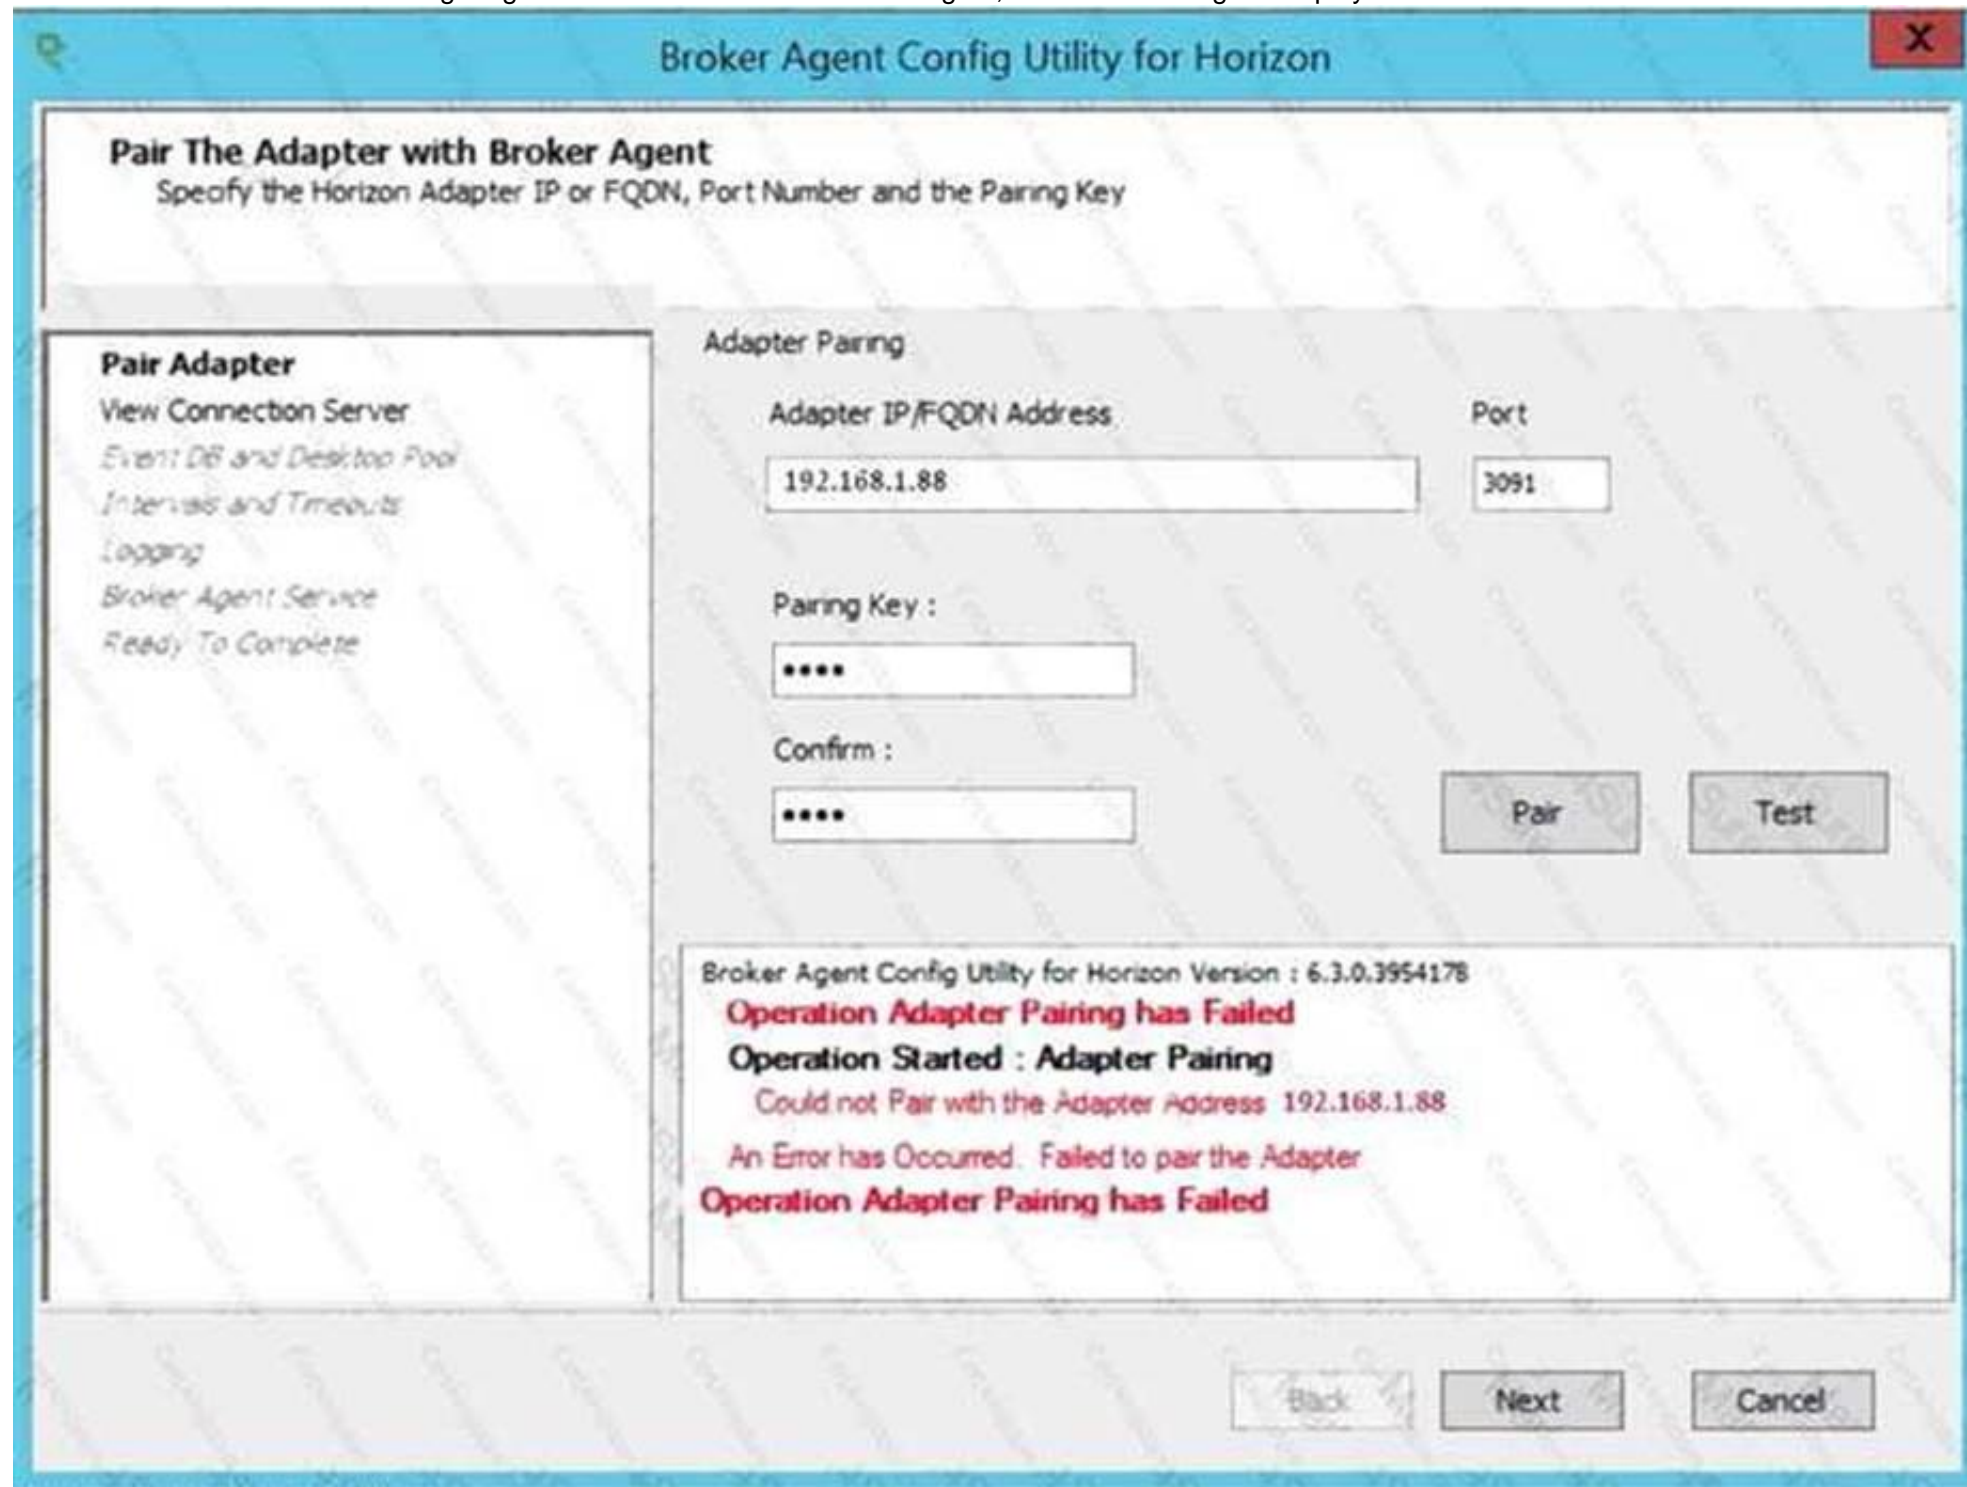 Broker Agent Config Utility for Horizon
X
Pair The Adapter with Broker Agent
Specify the Horizon Adapter IP or FQDN, Port Number and the Pairing Key
Pair Adapter
View Connection Server
Event DB and Desktop Pool
Intervals and Timeouts
Logging
Broker Agent Service
Ready To Complete
Adapter Pairing
Adapter IP/FQDN Address
Port
192.168.1.88
3091
Pairing Key :
••••
Confirm :
••••
Pair
Test
Broker Agent Config Utility for Horizon Version : 6.3.0.3954178
Operation Adapter Pairing has Failed
Operation Started : Adapter Pairing
Could not Pair with the Adapter Address 192.168.1.88
An Error has Occurred. Failed to pair the Adapter
Operation Adapter Pairing has Failed
Back
Next
Cancel